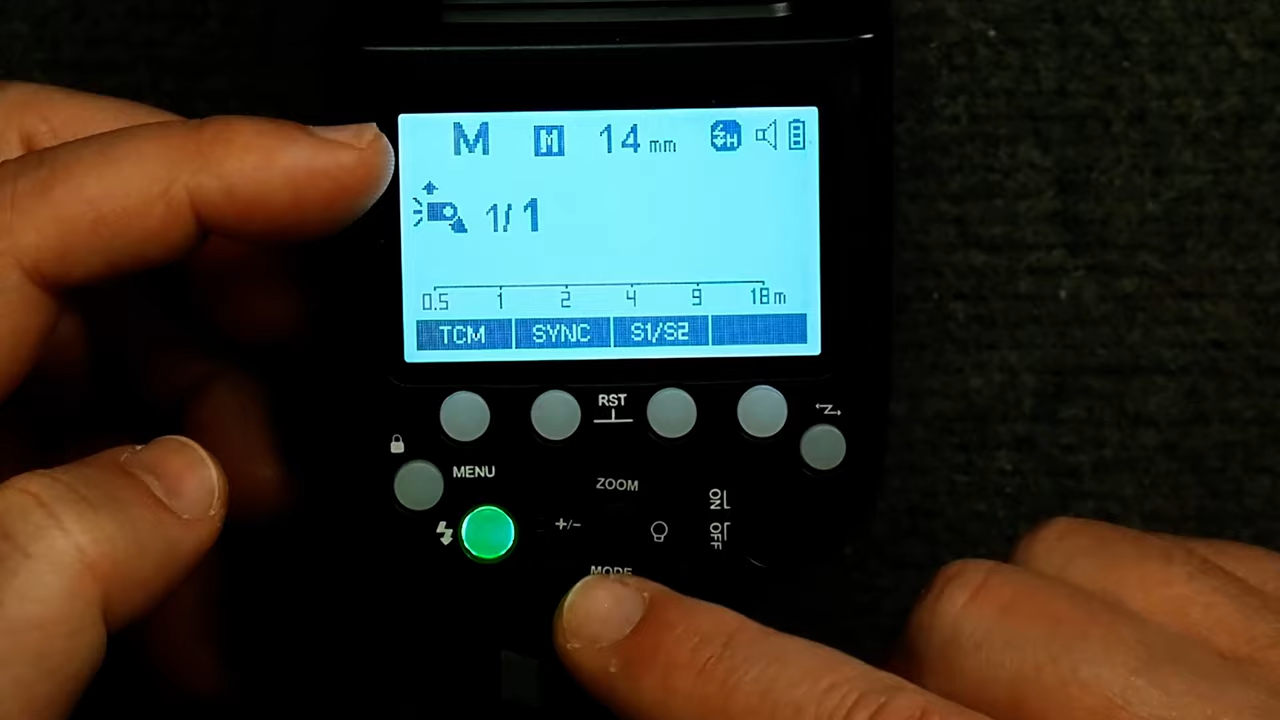 M M 14 mm H
1/1
0.5 1 2 4 9 18 m
TCM SYNC S1/S2
RST
MENU
ZOOM
ON
+/-
OFF
MODE